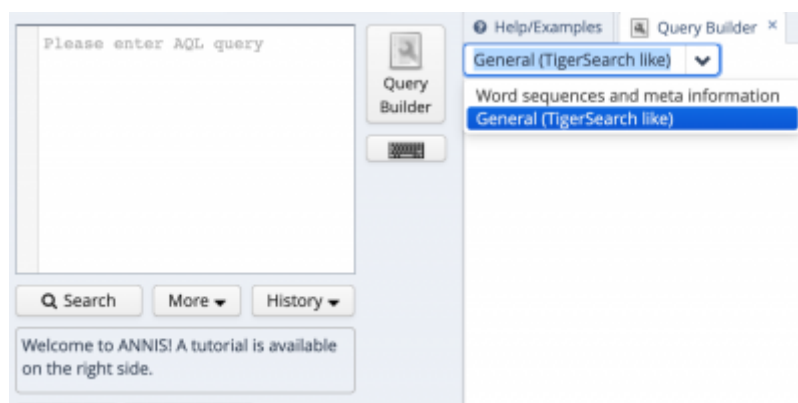 Please enter AQL query
Query
Builder
Search
More
History
Welcome to ANNIS! A tutorial is available
on the right side.
Help/Examples
Query Builder ×
General (TigerSearch like)
Word sequences and meta information
General (TigerSearch like)